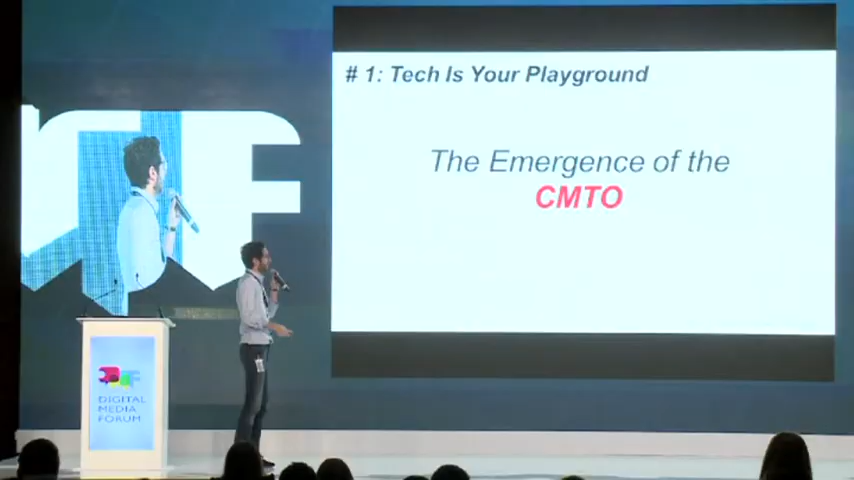 # 1: Tech Is Your Playground
The Emergence of the
CMTO
DIGITAL
MEDIA
FORUM